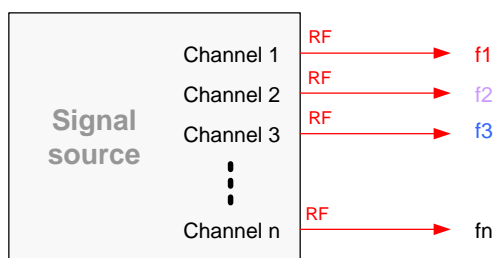 RF
Channel 1 f1
RF
Channel 2 f2
Signal source
RF
Channel 3 f3
RF
Channel n fn